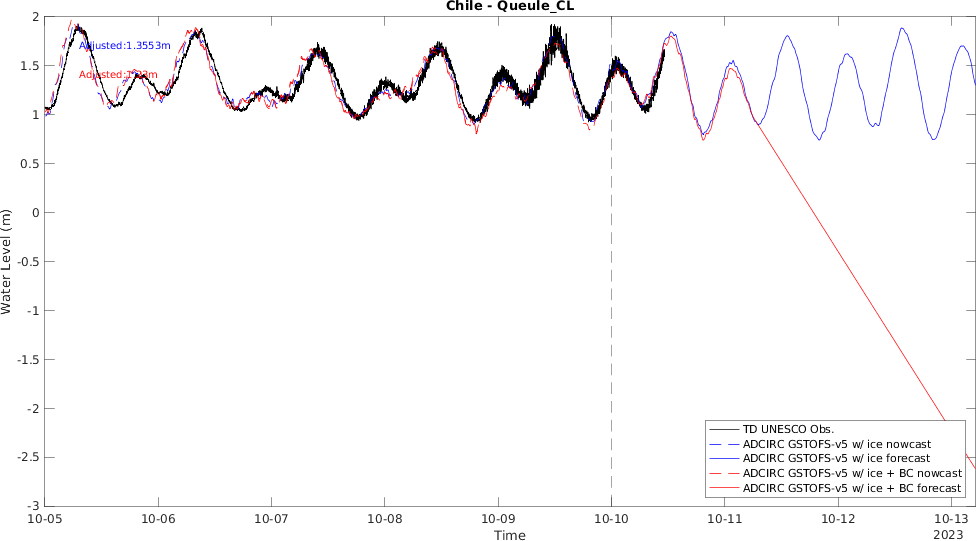 Chile - Queule_CL
2
1.5
1
0.5
0
-0.5
-1
-1.5
-2
-2.5
-3
Water Level (m)
Adjusted:1.3553m
TD UNESCO Obs.
ADCIRC GSTOFS-v5 w/ ice nowcast
ADCIRC GSTOFS-v5 w/ ice forecast
ADCIRC GSTOFS-v5 w/ ice + BC nowcast
ADCIRC GSTOFS-v5 w/ ice + BC forecast
10-05 10-06 10-07 10-08 10-09 10-10 10-11 10-12 10-13
Time
2023